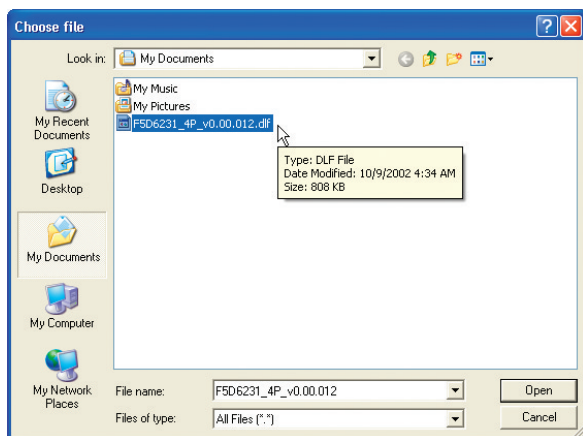 Choose file
Look in:
My Documents
My Music
My Pictures
F5D6231_4P_v0.00.012.dlf
Type: DLF File
Date Modified: 10/9/2002 4:34 AM
Size: 808 KB
My Recent
Documents
Desktop
My Documents
My Computer
My Network
Places
File name:
F5D6231_4P_v0.00.012
Open
Files of type:
All Files (*.*)
Cancel